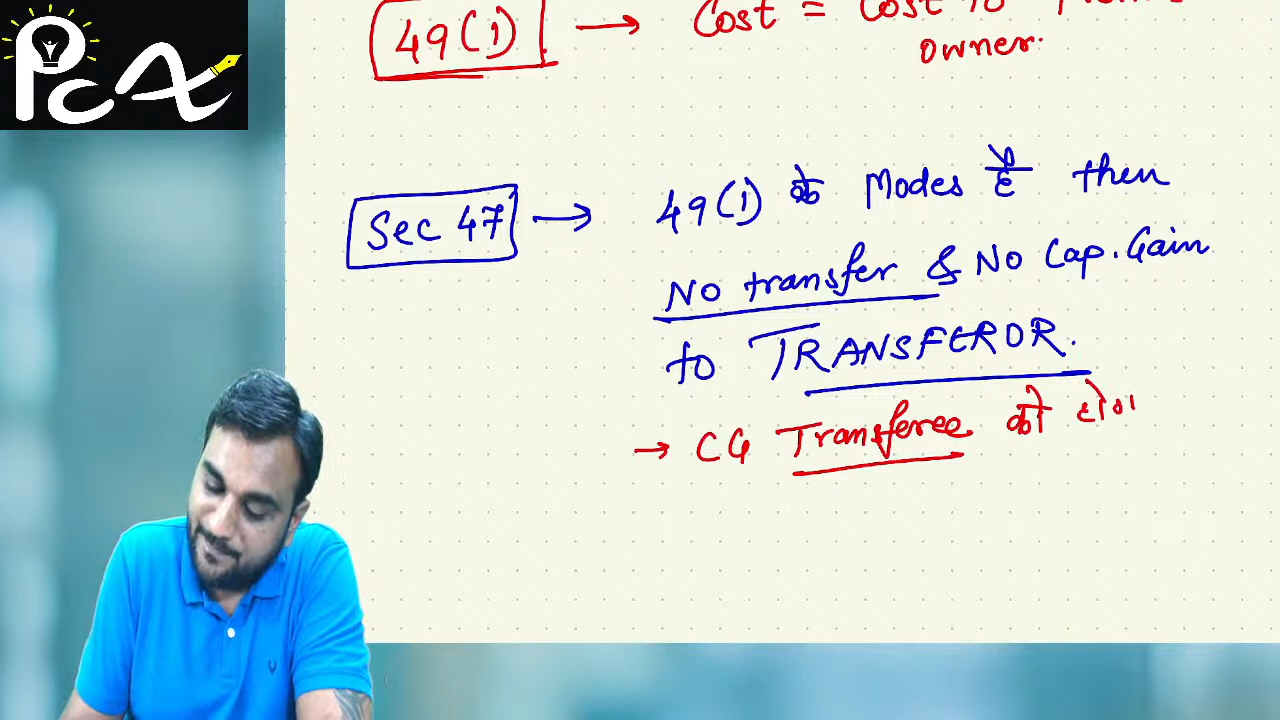 PCA
49(1) → Cost = Cost to
owner.
Sec 47 → 49(1) के Modes हैं then
No transfer & No Cap. Gain
to TRANSFEROR.
→ CG Transferee को होगा